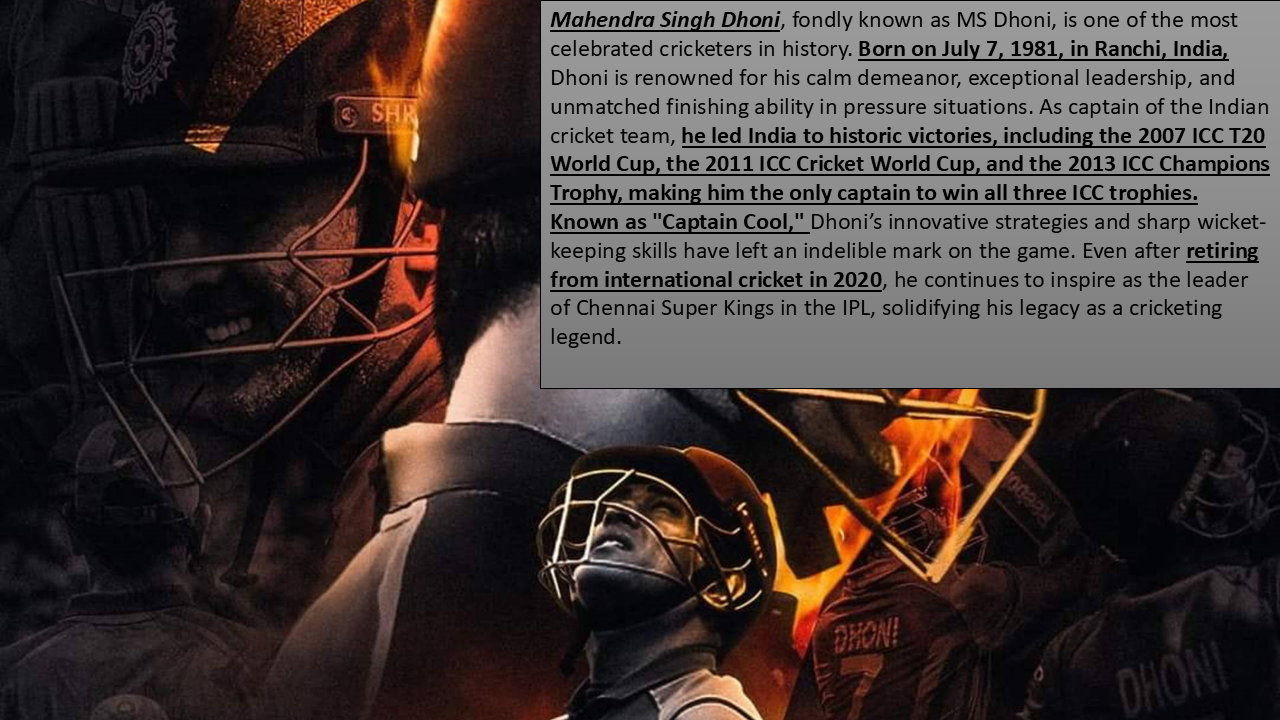 Mahendra Singh Dhoni, fondly known as MS Dhoni, is one of the most
celebrated cricketers in history. Born on July 7, 1981, in Ranchi, India,
Dhoni is renowned for his calm demeanor, exceptional leadership, and
unmatched finishing ability in pressure situations. As captain of the Indian
cricket team, he led India to historic victories, including the 2007 ICC T20
World Cup, the 2011 ICC Cricket World Cup, and the 2013 ICC Champions
Trophy, making him the only captain to win all three ICC trophies.
Known as "Captain Cool," Dhoni’s innovative strategies and sharp wicket-
keeping skills have left an indelible mark on the game. Even after retiring
from international cricket in 2020, he continues to inspire as the leader
of Chennai Super Kings in the IPL, solidifying his legacy as a cricketing
legend.
DHONI
7
DHONI